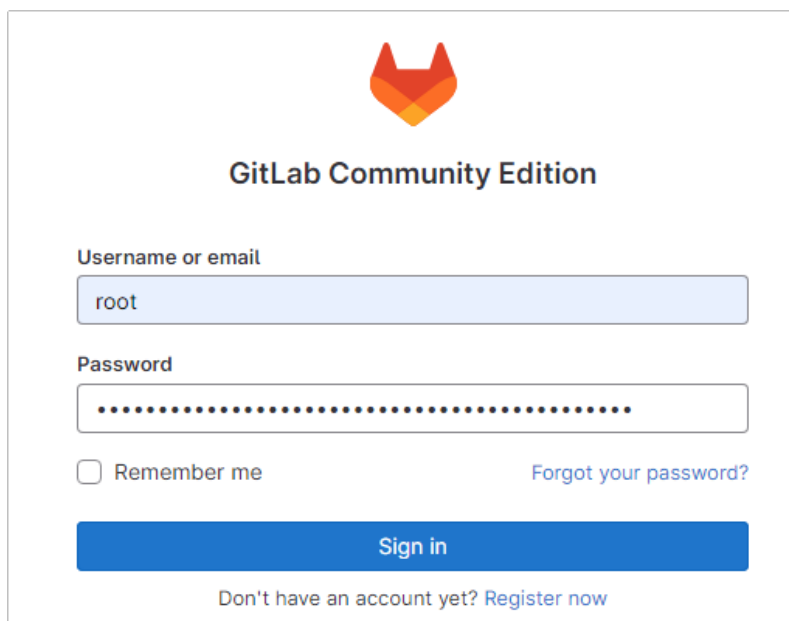 GitLab Community Edition
Username or email
root
Password
••••••••••••••••••••••••••••••••••••••••••••
Remember me Forgot your password?
Sign in
Don't have an account yet? Register now